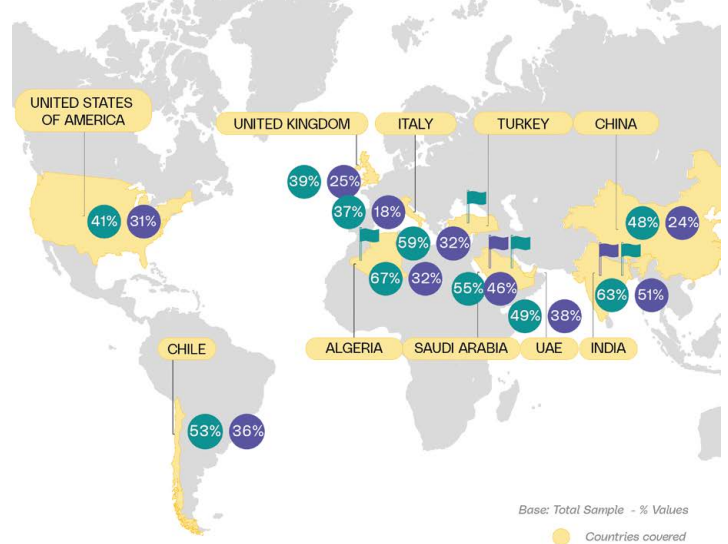 UNITED STATES
OF AMERICA
UNITED KINGDOM
ITALY
TURKEY
CHINA
39%
25%
37%
18%
41%
31%
48%
24%
59%
32%
67%
32%
55%
46%
63%
51%
49%
38%
CHILE
ALGERIA
SAUDI ARABIA
UAE
INDIA
53%
36%
Base: Total Sample - % Values
Countries covered